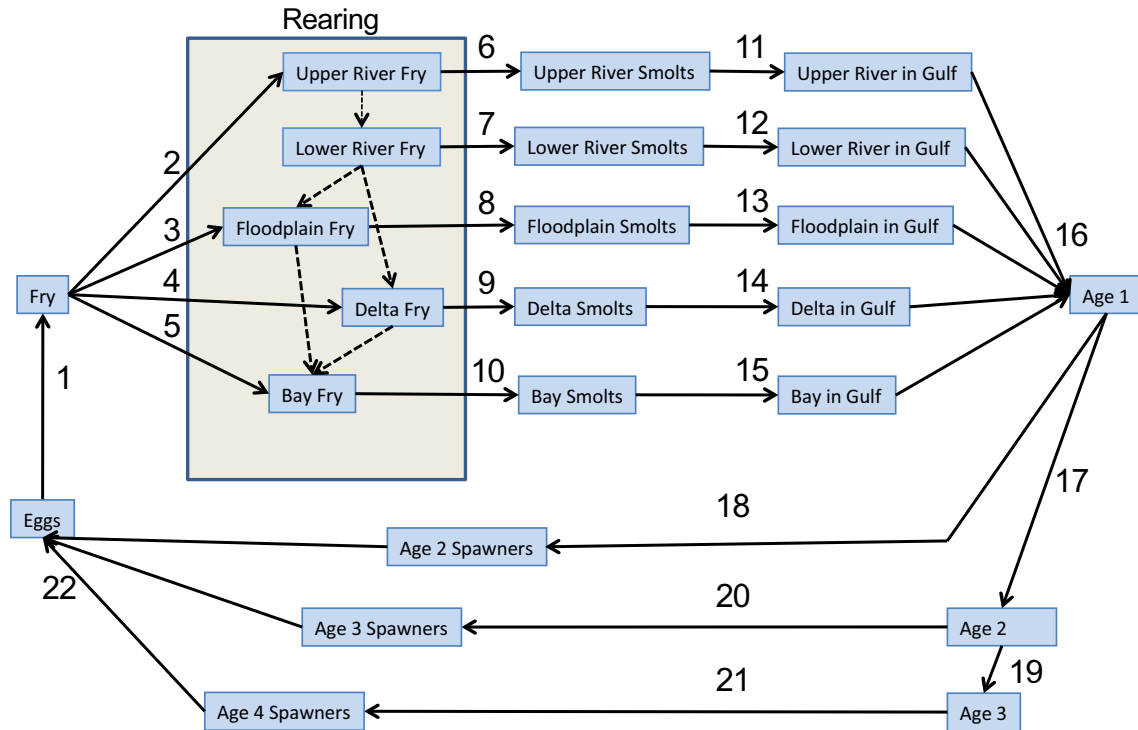 Rearing
Upper River Fry
6
Upper River Smolts
11
Upper River in Gulf
2
Lower River Fry
7
Lower River Smolts
12
Lower River in Gulf
3
Floodplain Fry
8
Floodplain Smolts
13
Floodplain in Gulf
16
Fry
4
Delta Fry
9
Delta Smolts
14
Delta in Gulf
Age 1
5
1
Bay Fry
10
Bay Smolts
15
Bay in Gulf
17
Eggs
18
Age 2 Spawners
22
20
Age 3 Spawners
Age 2
19
21
Age 4 Spawners
Age 3